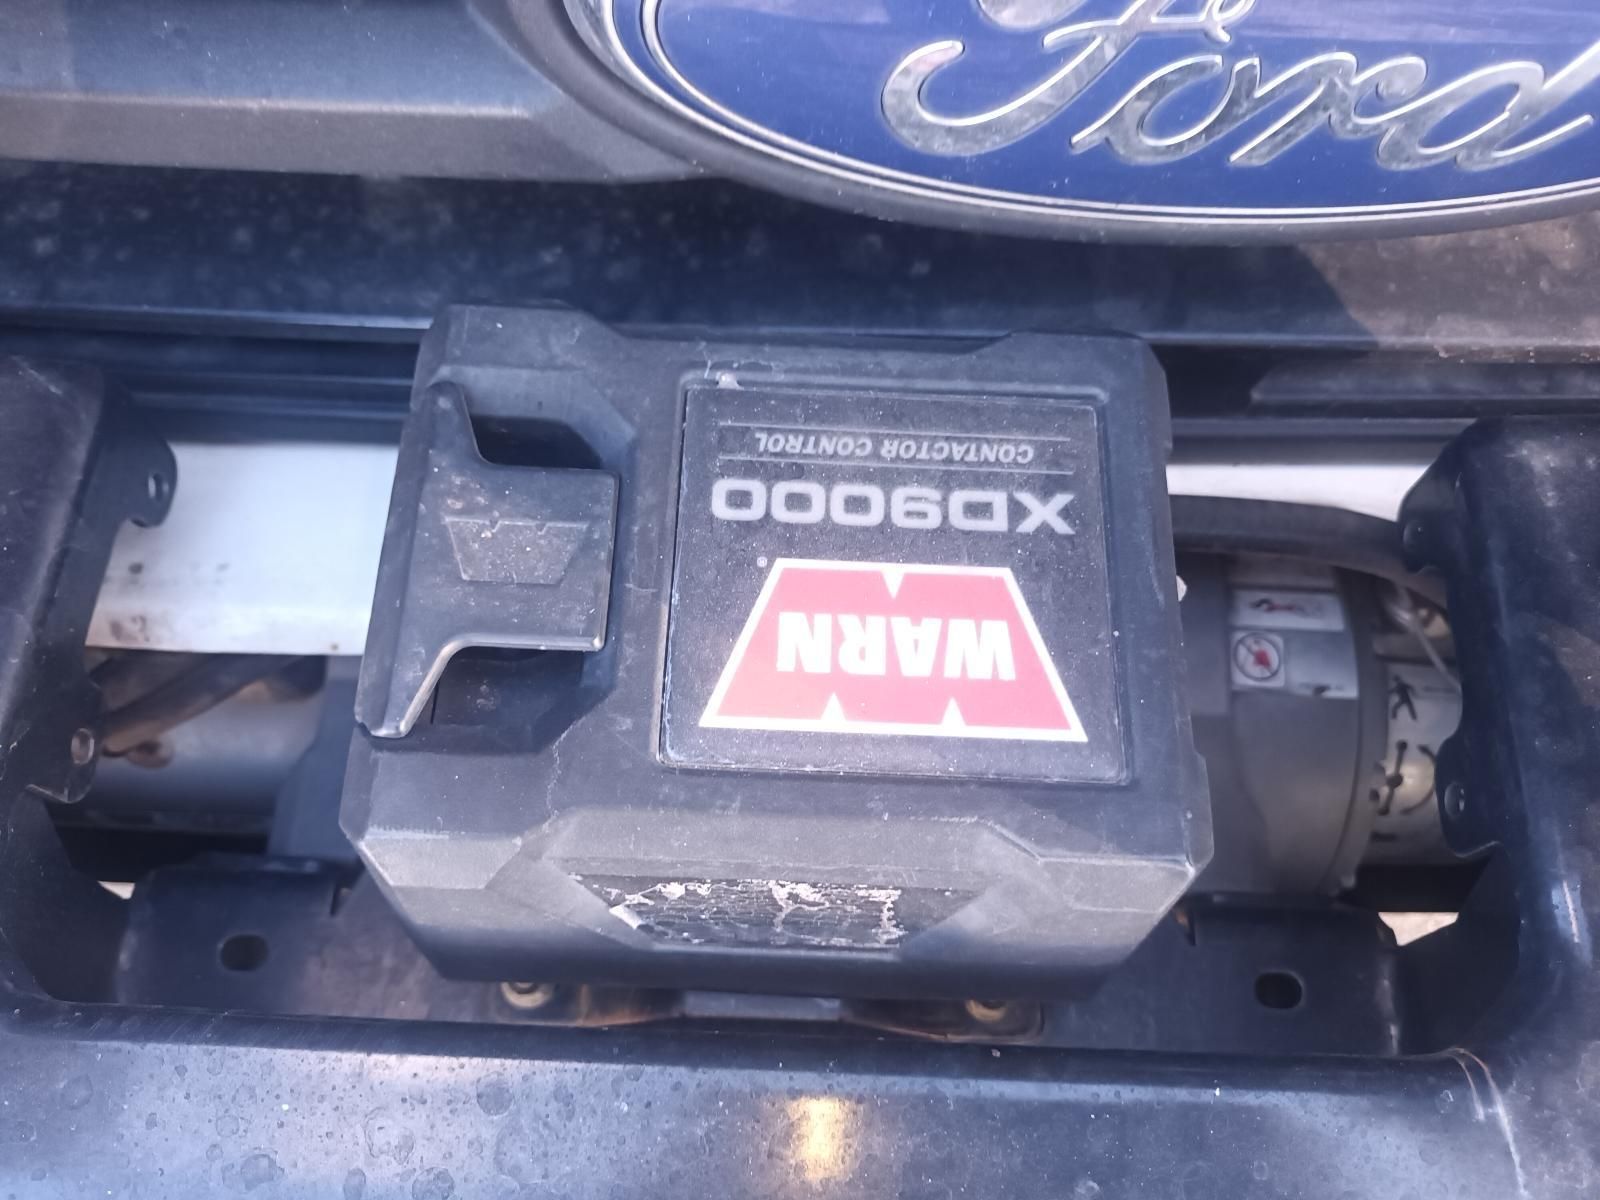 Ford
CONTACTOR CONTROL
XD9000
WARN
®